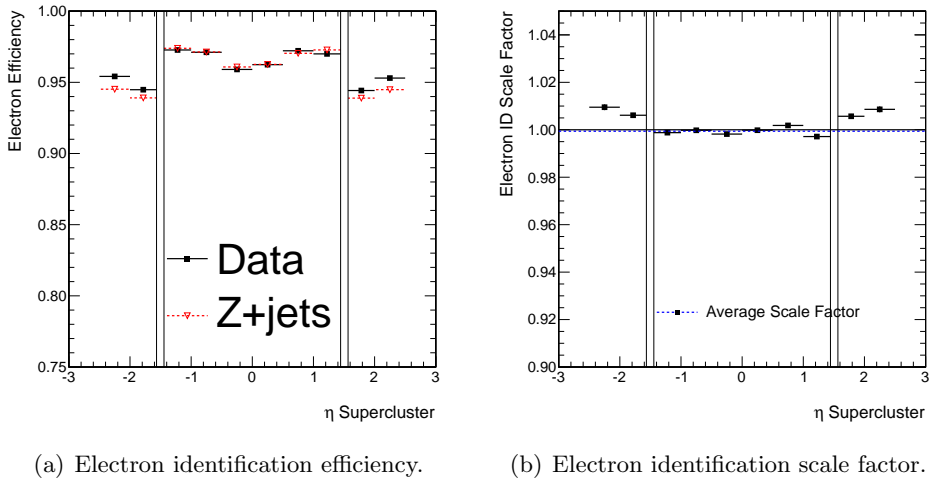 Electron Efficiency
1.00
0.95
0.90
0.85
0.80
0.75
-3 -2 -1 0 1 2 3
Data
Z+jets
η Supercluster
(a) Electron identification efficiency.
Electron ID Scale Factor
1.04
1.02
1.00
0.98
0.96
0.94
0.92
0.90
-3 -2 -1 0 1 2 3
Average Scale Factor
η Supercluster
(b) Electron identification scale factor.